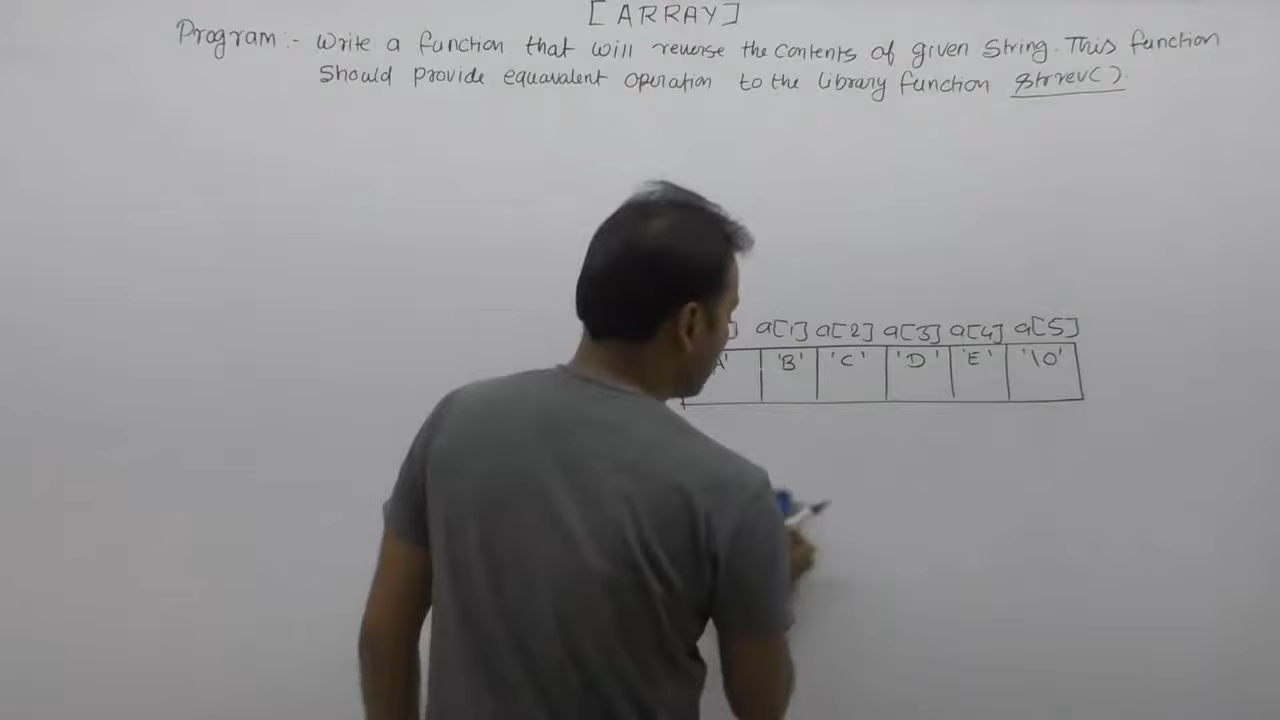 [ARRAY]
Program:- Write a function that will reverse the contents of given String. This function
Should provide equavalent operation to the library function strrev().
] a[1] a[2] a[3] a[4] a[5]
A' 'B' 'C' 'D' 'E' '\0'